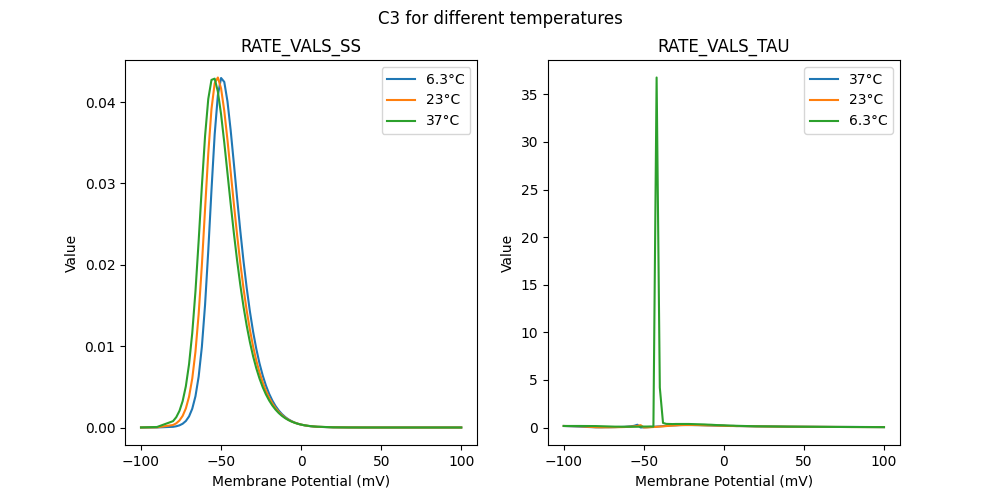 C3 for different temperatures
RATE_VALS_SS
0.04
0.03
0.02
0.01
0.00
Value
−100 −50 0 50 100
Membrane Potential (mV)
6.3°C
23°C
37°C
RATE_VALS_TAU
35
30
25
20
15
10
5
0
Value
−100 −50 0 50 100
Membrane Potential (mV)
37°C
23°C
6.3°C